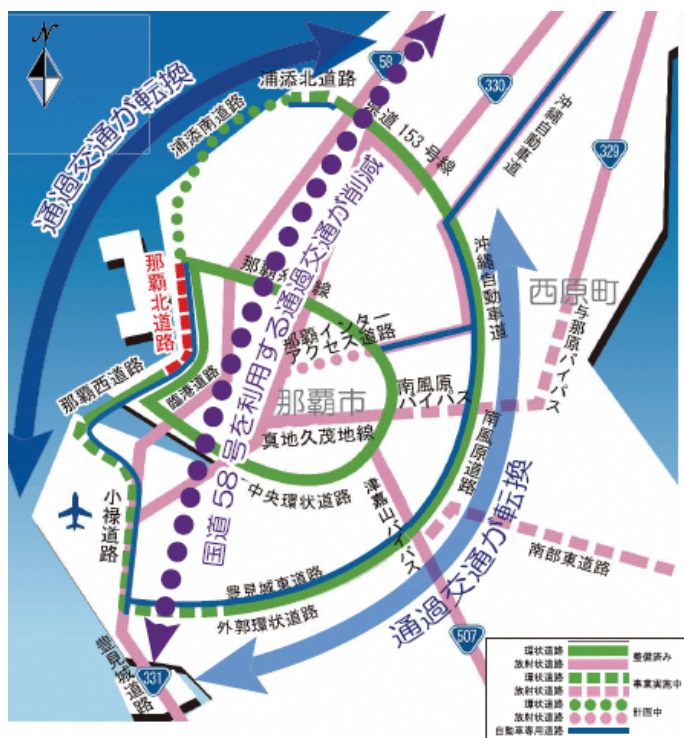 N
浦添北道路
58
330
329
通過交通が転換
浦添南道路
県道153号線
沖縄自動車道
国道58号を利用する通過交通が削減
那覇北道路
沖縄自動車道
西原町
与那原バイパス
那覇インター
アクセス道路
那覇西道路
臨港道路
那覇市
南風原
バイパス
真地久茂地線
南風原道路
中央環状道路
津嘉山バイパス
通過交通が転換
小禄道路
南部東道路
豊見城東道路
外郭環状道路
豊見城道路
331
507
環状道路
放射状道路
整備済み
環状道路
放射状道路
事業実施中
環状道路
放射状道路
計画中
自動車専用道路